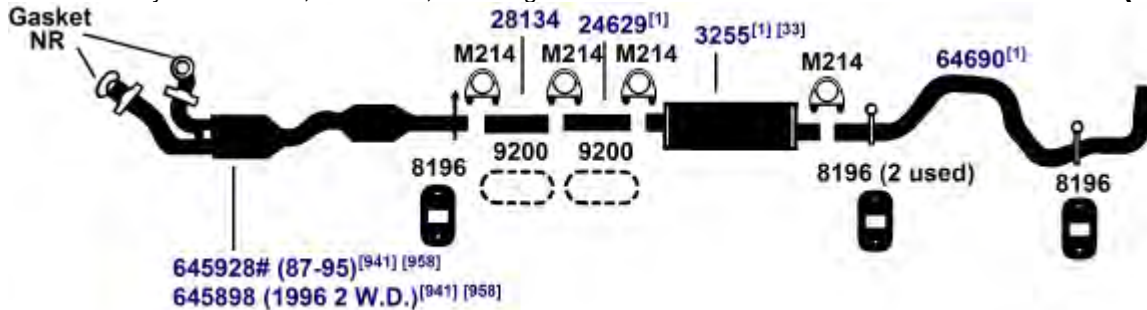 Gasket
NR
28134
24629[1]
3255[1] [33]
64690[1]
M214
M214
M214
M214
8196
9200
9200
8196 (2 used)
8196
645928# (87-95)[941] [958]
645898 (1996 2 W.D.)[941] [958]